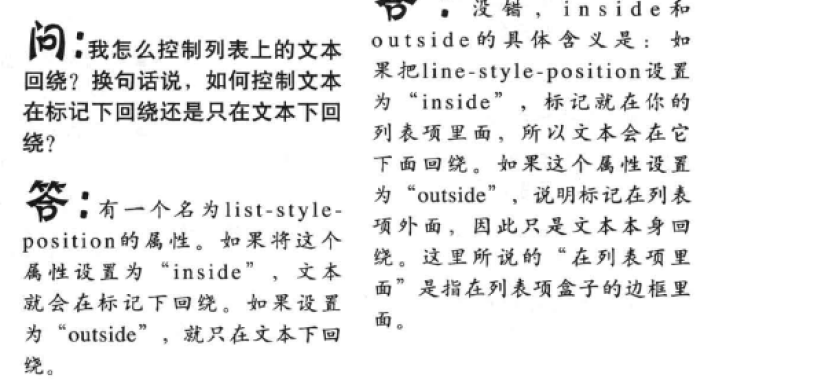 问：我怎么控制列表上的文本
回绕？换句话说，如何控制文本
在标记下回绕还是只在文本下回
绕？
答：有一个名为list-style-
position的属性。如果将这个
属性设置为“inside”，文本
就会在标记下回绕。如果设置
为“outside”，就只在文本下回
绕。
答：没错，inside和
outside的具体含义是：如
果把line-style-position设置
为“inside”，标记就在你的
列表项里面，所以文本会在它
下面回绕。如果这个属性设置
为“outside”，说明标记在列表
项外面，因此只是文本本身回
绕。这里所说的“在列表项里
面”是指在列表项盒子的边框里
面。